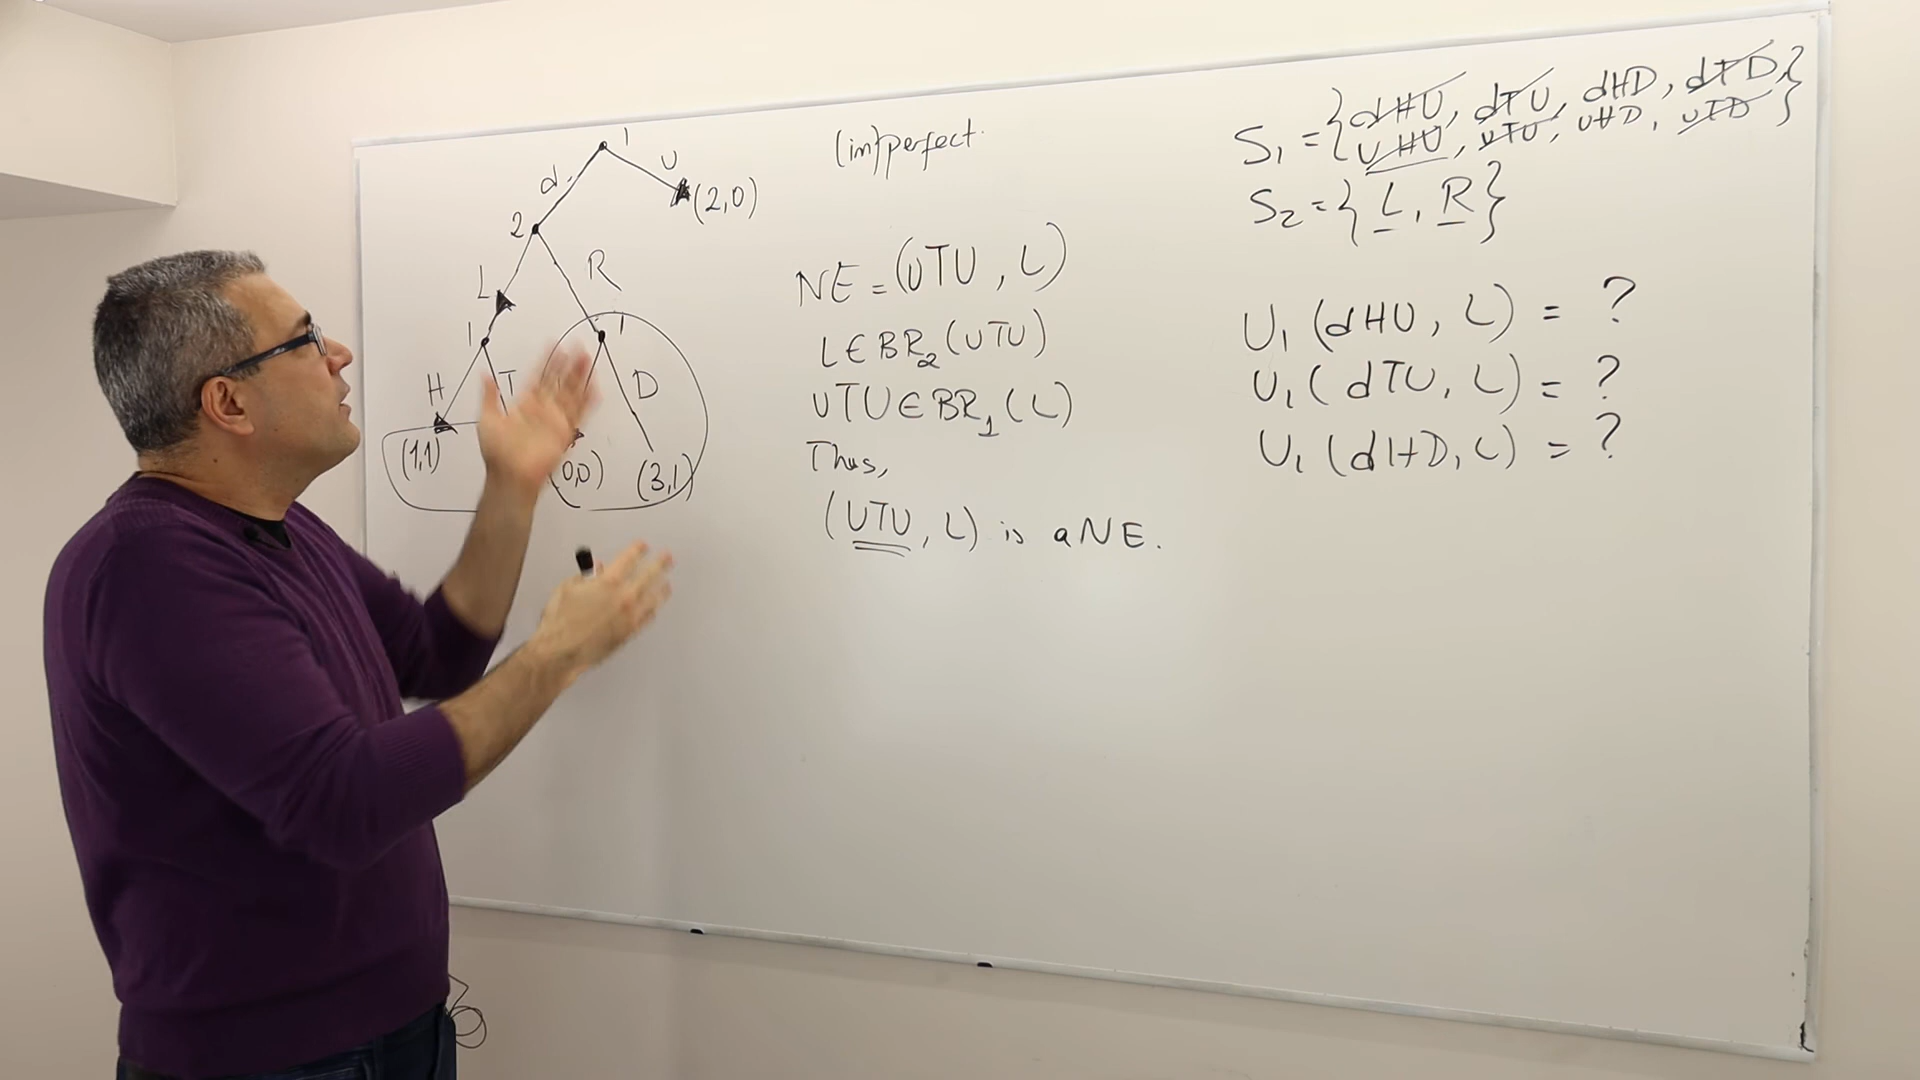 1
(im)perfect.
S₁ = { dHU, dTU, dHD, dTD,
UHU, UTU, UHD, UTD }
S₂ = { L, R }
d
U
(2,0)
2
L
R
1
1
H
T
D
(1,1)
(0,0)
(3,1)
NE = (UTU, L)
L ∈ BR₂ (UTU)
UTU ∈ BR₁ (L)
Thus,
(UTU, L) is a NE.
U₁ (dHU, L) = ?
U₁ (dTU, L) = ?
U₁ (dHD, L) = ?